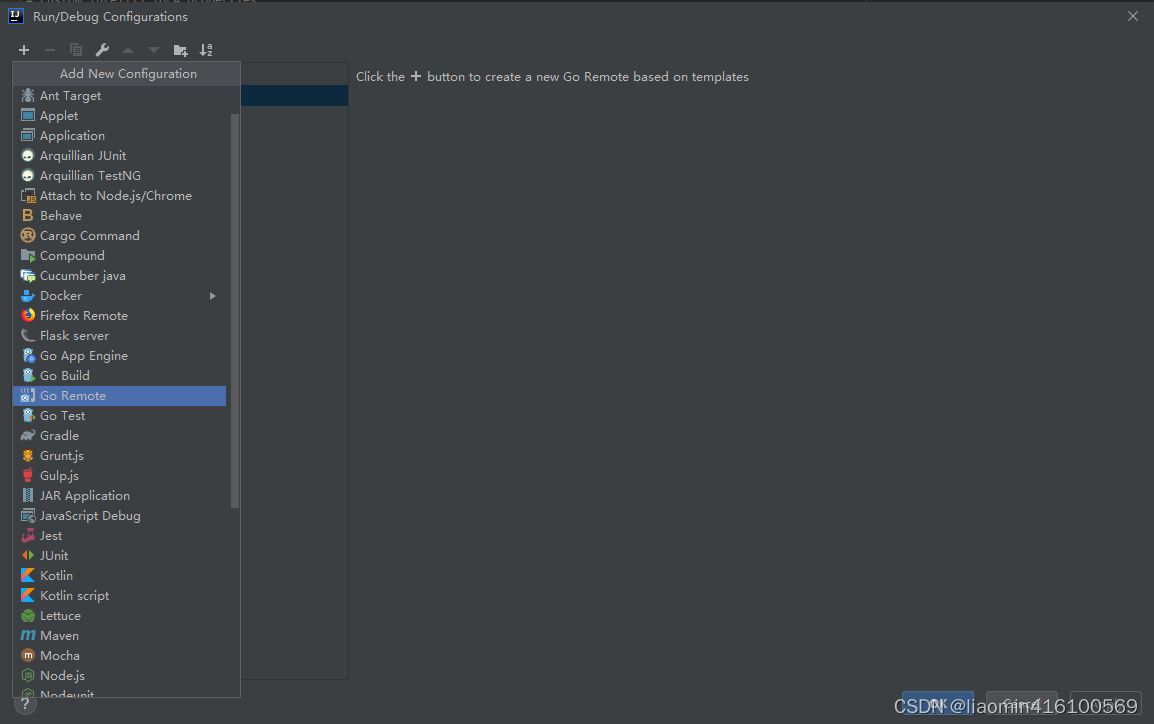 Run/Debug Configurations
Add New Configuration
Click the + button to create a new Go Remote based on templates
Ant Target
Applet
Application
Arquillian JUnit
Arquillian TestNG
Attach to Node.js/Chrome
Behave
Cargo Command
Compound
Cucumber java
Docker
Firefox Remote
Flask server
Go App Engine
Go Build
Go Remote
Go Test
Gradle
Grunt.js
Gulp.js
JAR Application
JavaScript Debug
Jest
JUnit
Kotlin
Kotlin script
Lettuce
Maven
Mocha
Node.js
Nodeunit
?
OK
Cancel
CSDN @liaomin416100569